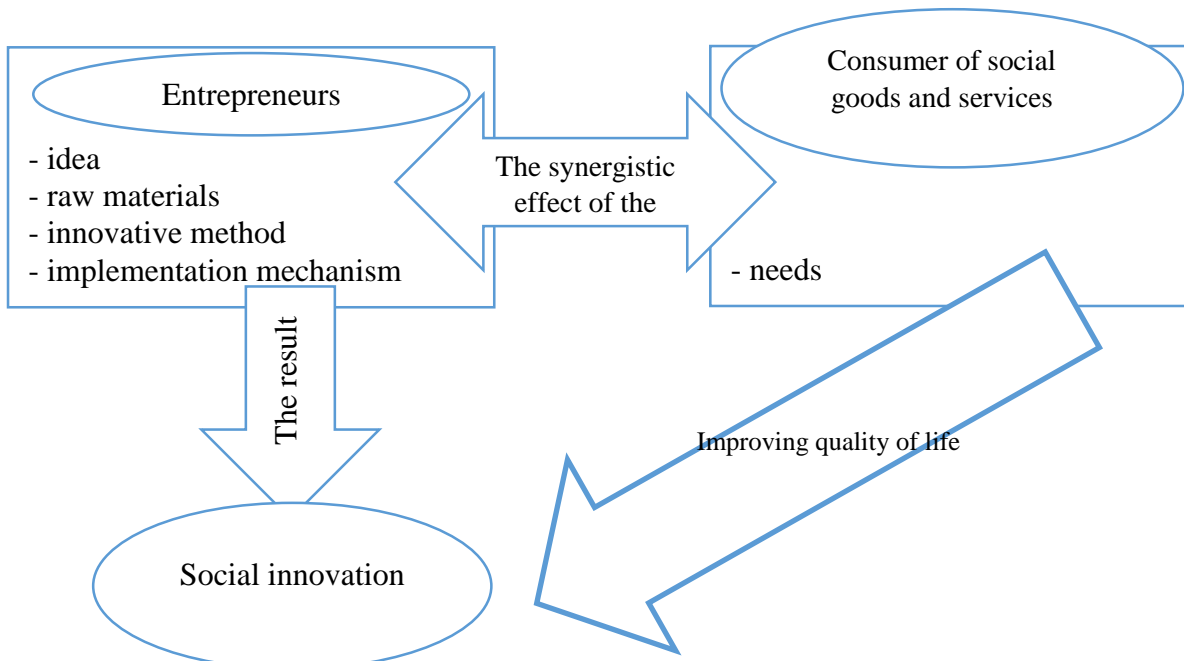 Entrepreneurs
- idea
- raw materials
- innovative method
- implementation mechanism
The synergistic
effect of the
Consumer of social
goods and services
- needs
The result
Improving quality of life
Social innovation